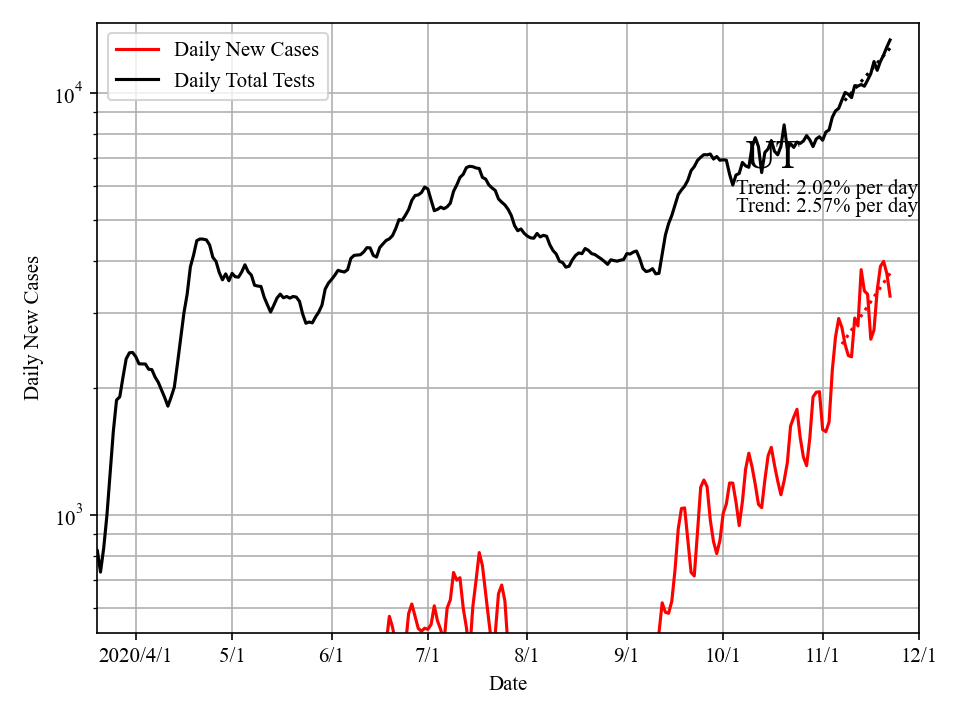 Daily New Cases
Daily Total Tests
10^4
10^3
UT
Trend: 2.02% per day
Trend: 2.57% per day
Daily New Cases
2020/4/1 5/1 6/1 7/1 8/1 9/1 10/1 11/1 12/1
Date